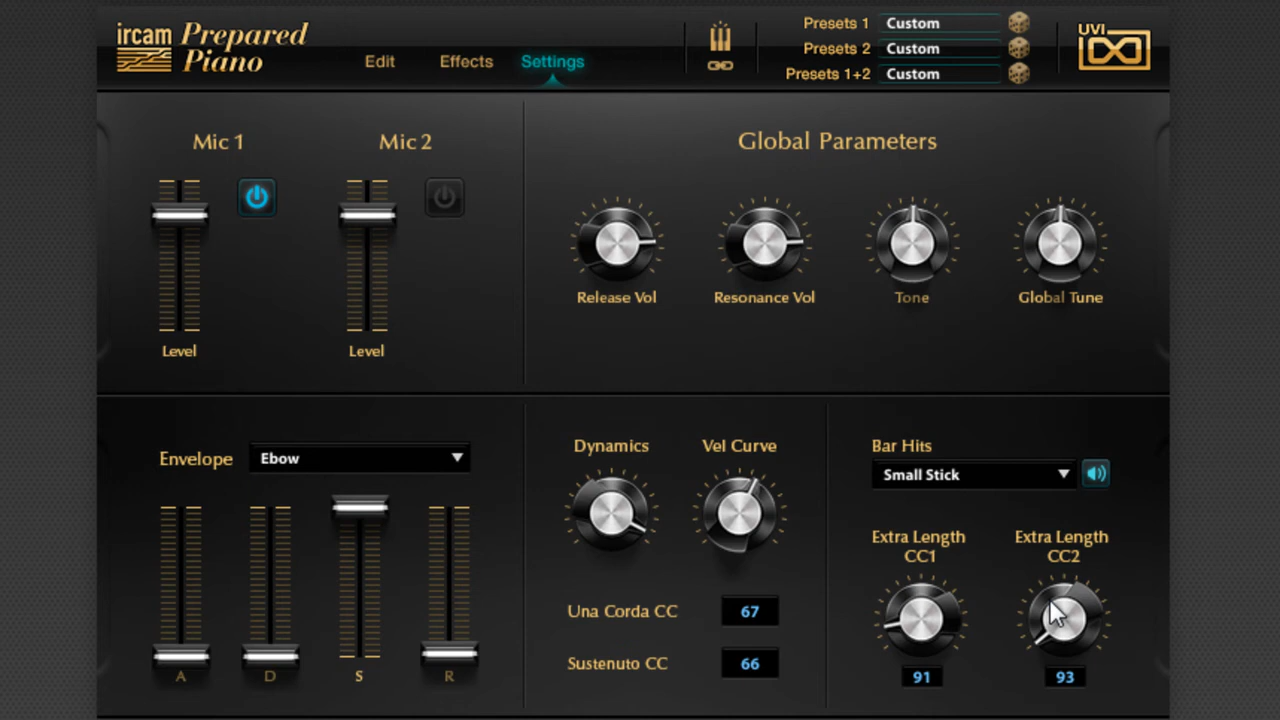 ircam Prepared Piano
Edit
Effects
Settings
Presets 1 Custom
Presets 2 Custom
Presets 1+2 Custom
UVI
Mic 1
Mic 2
Level
Level
Global Parameters
Release Vol
Resonance Vol
Tone
Global Tune
Envelope
Ebow
A
D
S
R
Dynamics
Vel Curve
Una Corda CC 67
Sustenuto CC 66
Bar Hits
Small Stick
Extra Length
CC1
Extra Length
CC2
91
93